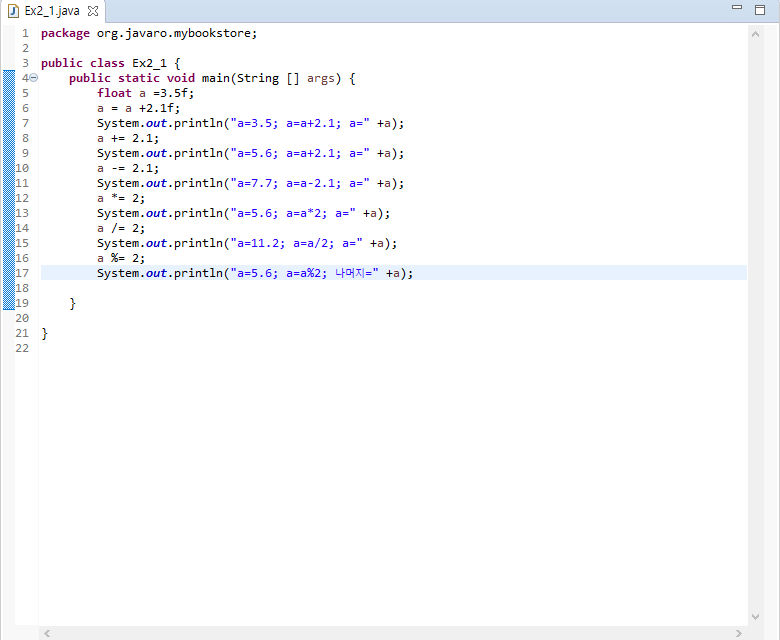 Ex2_1.java
1 package org.javaro.mybookstore;
2
3 public class Ex2_1 {
4 public static void main(String [] args) {
5 float a =3.5f;
6 a = a +2.1f;
7 System.out.println("a=3.5; a=a+2.1; a=" +a);
8 a += 2.1;
9 System.out.println("a=5.6; a=a+2.1; a=" +a);
10 a -= 2.1;
11 System.out.println("a=7.7; a=a-2.1; a=" +a);
12 a *= 2;
13 System.out.println("a=5.6; a=a*2; a=" +a);
14 a /= 2;
15 System.out.println("a=11.2; a=a/2; a=" +a);
16 a %= 2;
17 System.out.println("a=5.6; a=a%2; 나머지=" +a);
18
19 }
20
21 }
22